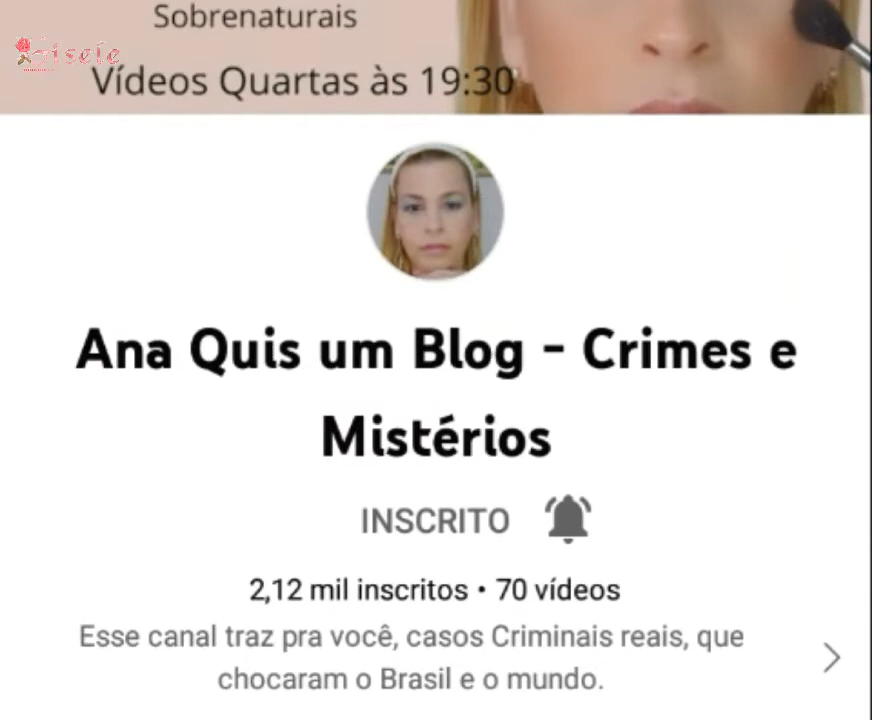 Sobrenaturais
Gisele
Vídeos Quartas às 19:30
Ana Quis um Blog - Crimes e
Mistérios
INSCRITO
2,12 mil inscritos • 70 vídeos
Esse canal traz pra você, casos Criminais reais, que
chocaram o Brasil e o mundo.